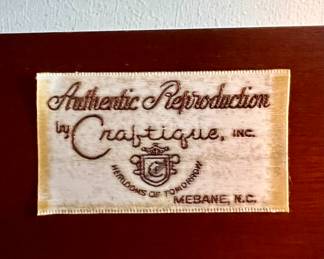 Authentic Reproduction
by Craftique, INC.
C
HEIRLOOMS OF TOMORROW
MEBANE, N.C.